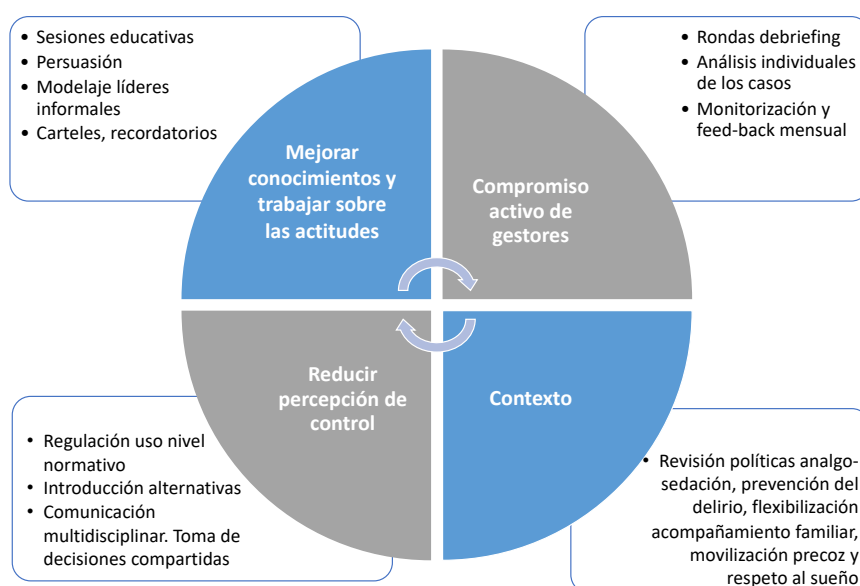 • Sesiones educativas
• Persuasión
• Modelaje líderes
informales
• Carteles, recordatorios
• Rondas debriefing
• Análisis individuales
de los casos
• Monitorización y
feed-back mensual
Mejorar
conocimientos y
trabajar sobre
las actitudes
Compromiso
activo de
gestores
Reducir
percepción de
control
Contexto
• Regulación uso nivel
normativo
• Introducción alternativas
• Comunicación
multidisciplinar. Toma de
decisiones compartidas
• Revisión políticas analgo-
sedación, prevención del
delirio, flexibilización
acompañamiento familiar,
movilización precoz y
respeto al sueño